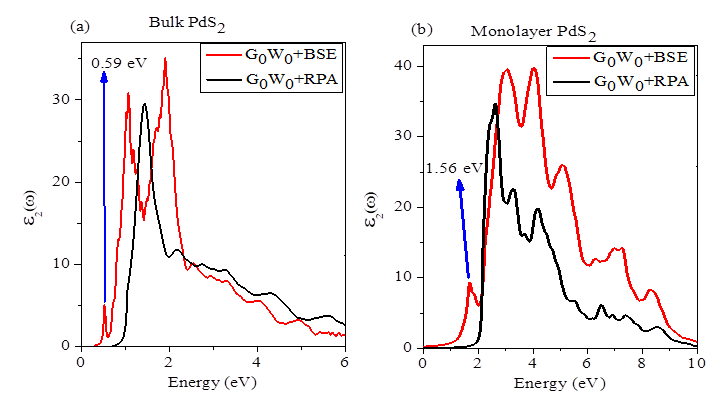 (a)
Bulk PdS2
G0W0+BSE
G0W0+RPA
0.59 eV
ε2(ω)
30
20
10
0
0 2 4 6
Energy (eV)
(b)
Monolayer PdS2
G0W0+BSE
G0W0+RPA
1.56 eV
ε2(ω)
40
30
20
10
0
0 2 4 6 8 10
Energy (eV)